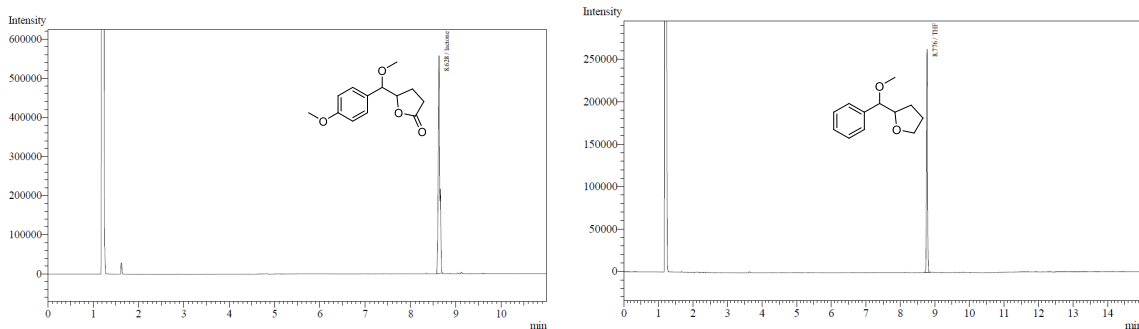 Intensity
600000
500000
400000
300000
200000
100000
0
8.628 / lactone
O
O
O
O
0 1 2 3 4 5 6 7 8 9 10
min
Intensity
250000
200000
150000
100000
50000
0
8.776 / THF
O
O
0 1 2 3 4 5 6 7 8 9 10 11 12 13 14
min